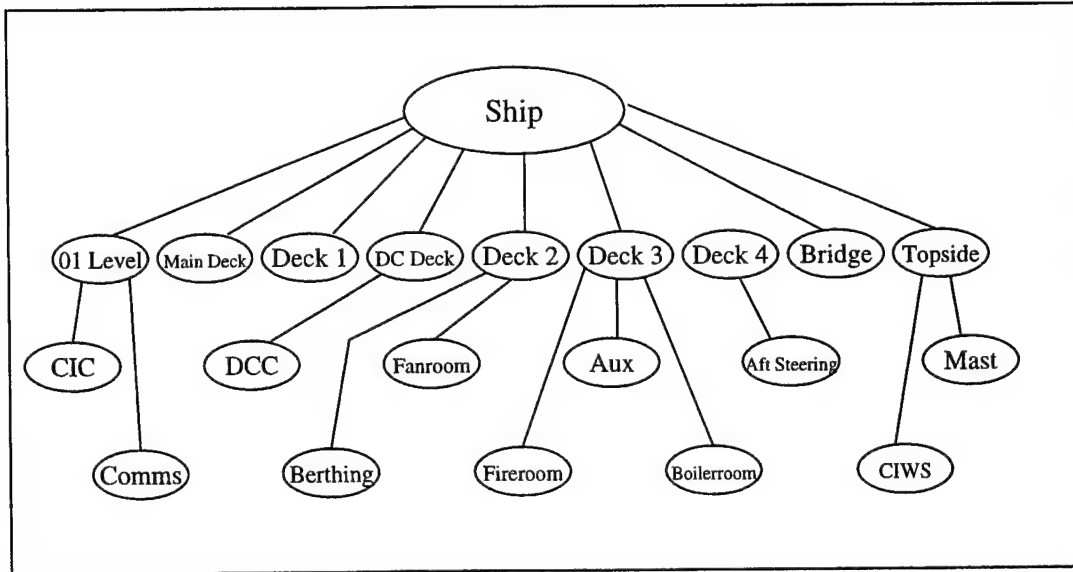 Ship
01 Level
Main Deck
Deck 1
DC Deck
Deck 2
Deck 3
Deck 4
Bridge
Topside
CIC
DCC
Fanroom
Aux
Aft Steering
Mast
Comms
Berthing
Fireroom
Boilerroom
CIWS